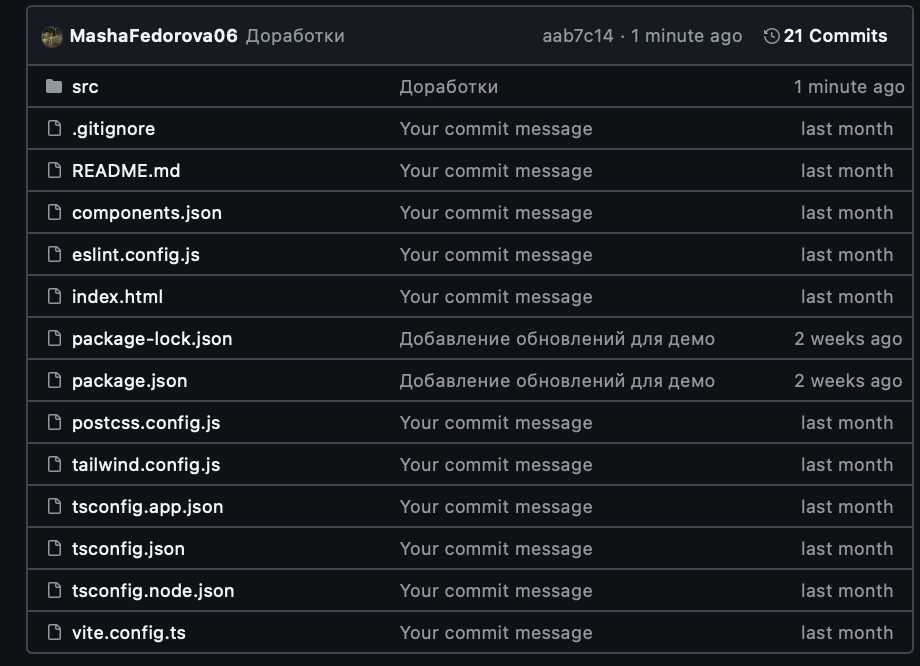 MashaFedorova06 Доработки aab7c14 · 1 minute ago 21 Commits
src Доработки 1 minute ago
.gitignore Your commit message last month
README.md Your commit message last month
components.json Your commit message last month
eslint.config.js Your commit message last month
index.html Your commit message last month
package-lock.json Добавление обновлений для демо 2 weeks ago
package.json Добавление обновлений для демо 2 weeks ago
postcss.config.js Your commit message last month
tailwind.config.js Your commit message last month
tsconfig.app.json Your commit message last month
tsconfig.json Your commit message last month
tsconfig.node.json Your commit message last month
vite.config.ts Your commit message last month